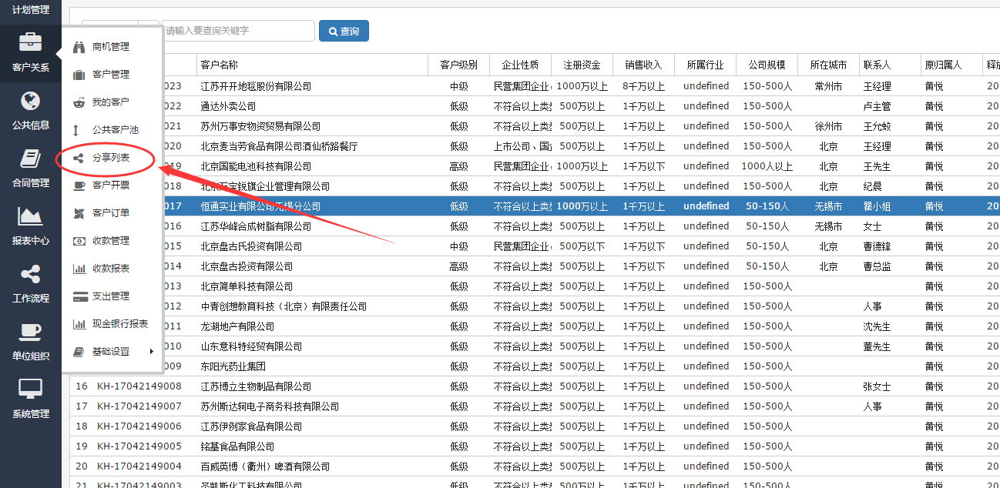 计划管理
客户关系
公共信息
合同管理
报表中心
工作流程
单位组织
系统管理
商机管理
客户管理
我的客户
公共客户池
分享列表
客户开票
客户订单
收款管理
收款报表
支出管理
现金银行报表
基础设置
请输入要查询关键字 查询
客户名称 客户级别 企业性质 注册资金 销售收入 所属行业 公司规模 所在城市 联系人 原归属人 释放
023 江苏开开地毯股份有限公司 中级 民营集团企业 1000万以上 8千万以上 undefined 150-500人 常州市 王经理 黄悦 20
022 通达外卖公司 低级 不符合以上类 500万以上 1千万以上 undefined 150-500人 卢主管 黄悦 20
021 苏州万事安物资贸易有限公司 低级 不符合以上类 500万以上 1千万以上 undefined 150-500人 徐州市 王允蛟 黄悦 20
020 北京麦当劳食品有限公司酒仙桥路餐厅 低级 上市公司、国 500万以上 1千万以上 undefined 150-500人 北京 王经理 黄悦 20
019 北京国能电池科技有限公司 高级 民营集团企业 1000万以上 1千万以下 undefined 1000人以上 北京 王先生 黄悦 20
018 北京万宝锐旗企业管理有限公司 低级 不符合以上类 500万以上 1千万以上 undefined 150-500人 北京 纪晨 黄悦 20
017 恒通实业有限公司无锡分公司 低级 不符合以上类 1000万以上 1千万以上 undefined 50-150人 无锡市 瞿小姐 黄悦 20
016 江苏华峰合成树脂有限公司 低级 不符合以上类 500万以上 1千万以上 undefined 50-150人 无锡市 女士 黄悦 20
015 北京盘古氏投资有限公司 中级 民营集团企业 500万以下 1千万以下 undefined 50-150人 北京 曹德锋 黄悦 20
014 北京盘古投资有限公司 高级 不符合以上类 500万以上 1千万以下 undefined 50-150人 北京 曹总监 黄悦 20
013 北京简单科技有限公司 低级 不符合以上类 500万以上 1千万以上 undefined 150-500人 黄悦 20
012 中青创想教育科技（北京）有限责任公司 低级 不符合以上类 500万以上 1千万以上 undefined 150-500人 人事 黄悦 20
011 龙湖地产有限公司 低级 不符合以上类 500万以上 1千万以上 undefined 150-500人 沈先生 黄悦 20
010 山东意科特经贸有限公司 低级 不符合以上类 500万以上 1千万以上 undefined 150-500人 董先生 黄悦 20
009 东阳光药业集团 低级 不符合以上类 500万以上 1千万以上 undefined 150-500人 黄悦 20
16 KH-17042149008 江苏博立生物制品有限公司 低级 不符合以上类 500万以上 1千万以上 undefined 150-500人 张女士 黄悦 20
17 KH-17042149007 苏州斯达轲电子商务科技有限公司 低级 不符合以上类 500万以上 1千万以上 undefined 150-500人 人事 黄悦 20
18 KH-17042149006 江苏伊例家食品有限公司 低级 不符合以上类 500万以上 1千万以上 undefined 150-500人 黄悦 20
19 KH-17042149005 铭基食品有限公司 低级 不符合以上类 500万以上 1千万以上 undefined 150-500人 黄悦 20
20 KH-17042149004 百威英博（衢州）啤酒有限公司 低级 不符合以上类 500万以上 1千万以上 undefined 150-500人 黄悦 20
21 KH-17042149003 圣凯斯化工科技有限公司 低级 不符合以上类 500万以上 1千万以上 undefined 150-500人 黄悦 20